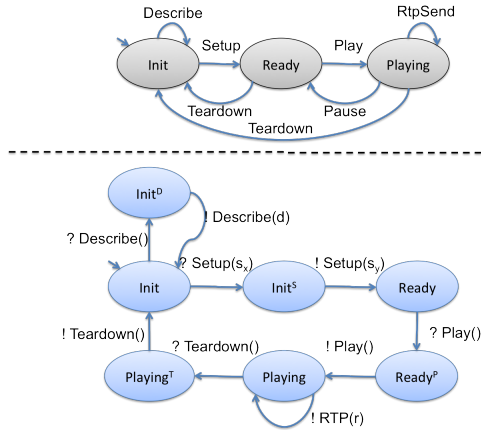 Describe
RtpSend
Setup
Play
Init
Ready
Playing
Teardown
Pause
Teardown
Init^D
! Describe(d)
? Describe()
? Setup(s_x)
! Setup(s_y)
Init
Init^S
Ready
! Teardown()
? Teardown()
! Play()
? Play()
Playing^T
Playing
Ready^P
! RTP(r)